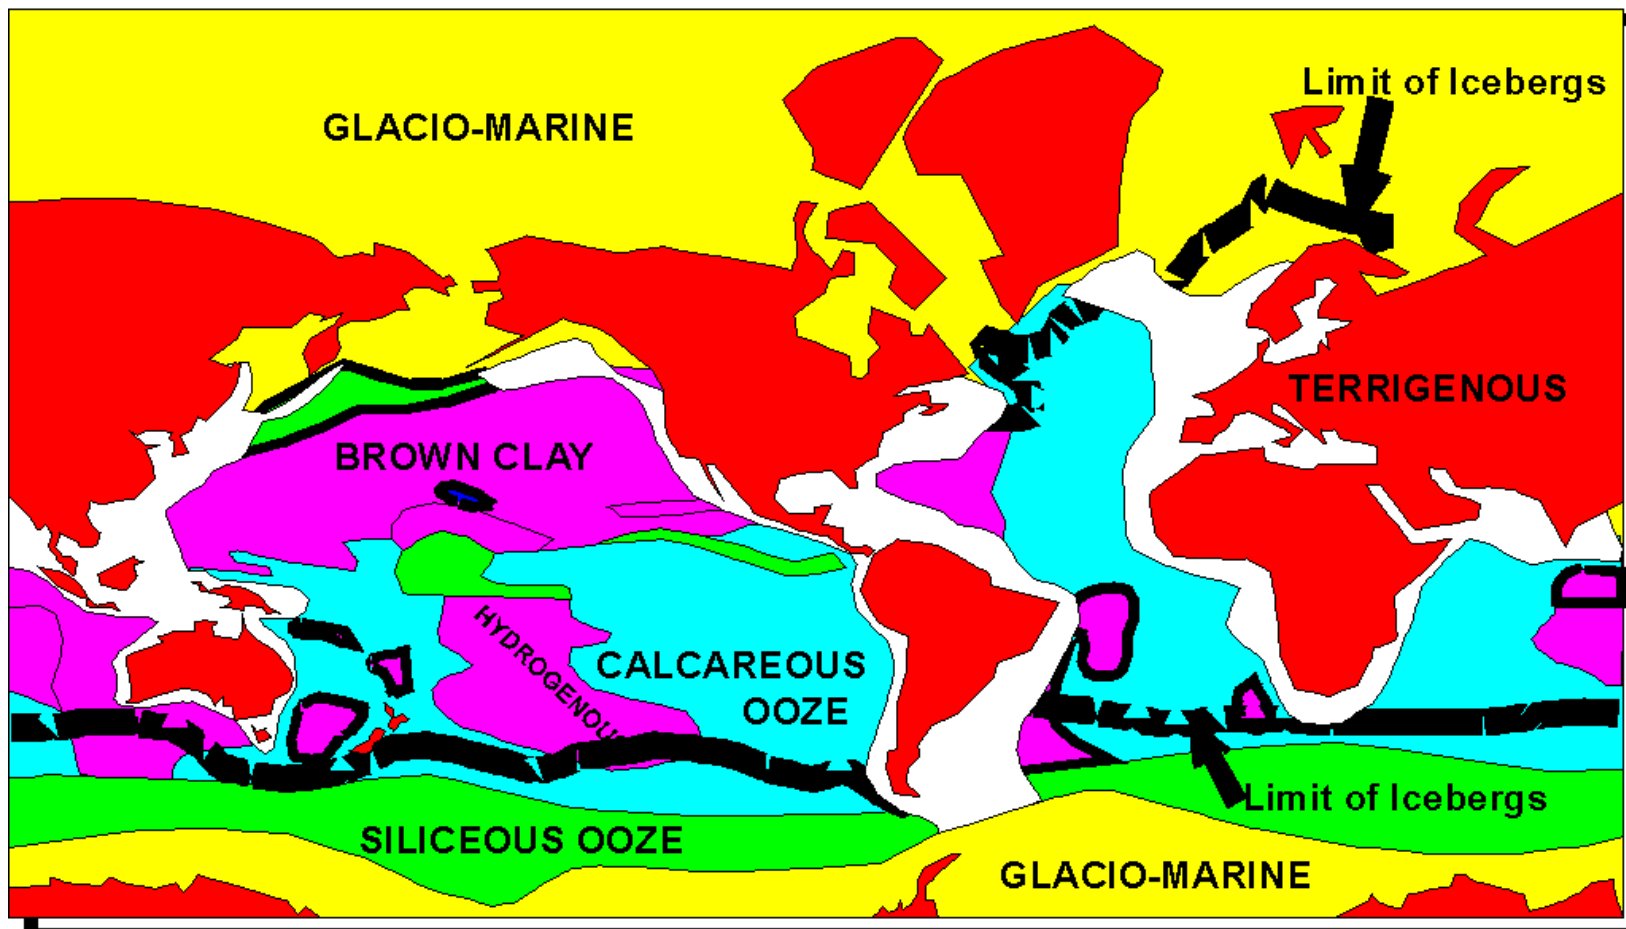 Limit of Icebergs
GLACIO-MARINE
TERRIGENOUS
BROWN CLAY
HYDROGENOUS
CALCAREOUS
OOZE
Limit of Icebergs
SILICEOUS OOZE
GLACIO-MARINE